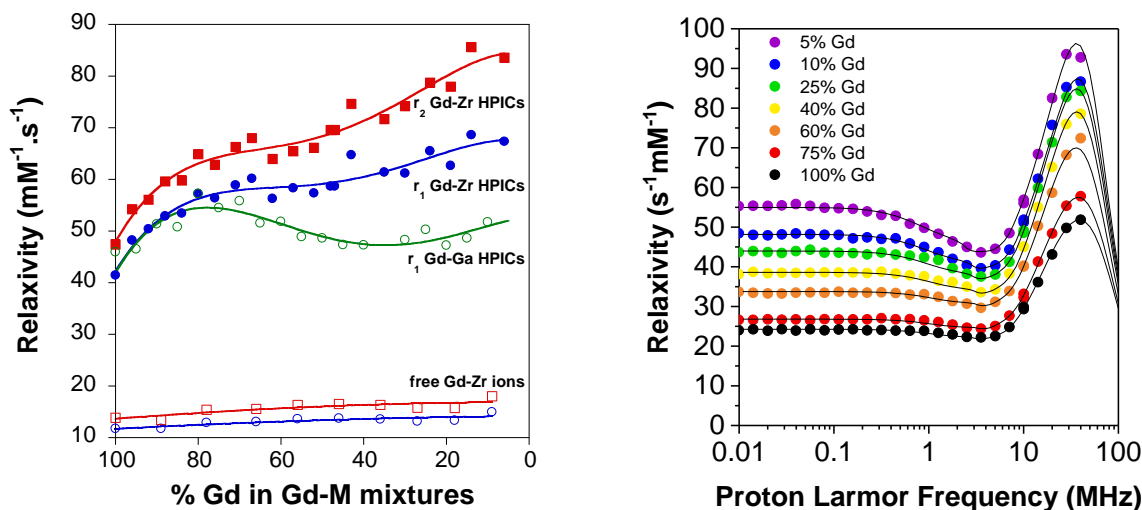 90
80
70
60
50
40
30
20
10
Relaxivity (mM⁻¹.s⁻¹)
r₂ Gd-Zr HPICs
r₁ Gd-Zr HPICs
r₁ Gd-Ga HPICs
free Gd-Zr ions
100 80 60 40 20 0
% Gd in Gd-M mixtures
100
90
80
70
60
50
40
30
20
10
0
Relaxivity (s⁻¹mM⁻¹)
5% Gd
10% Gd
25% Gd
40% Gd
60% Gd
75% Gd
100% Gd
0.01 0.1 1 10 100
Proton Larmor Frequency (MHz)